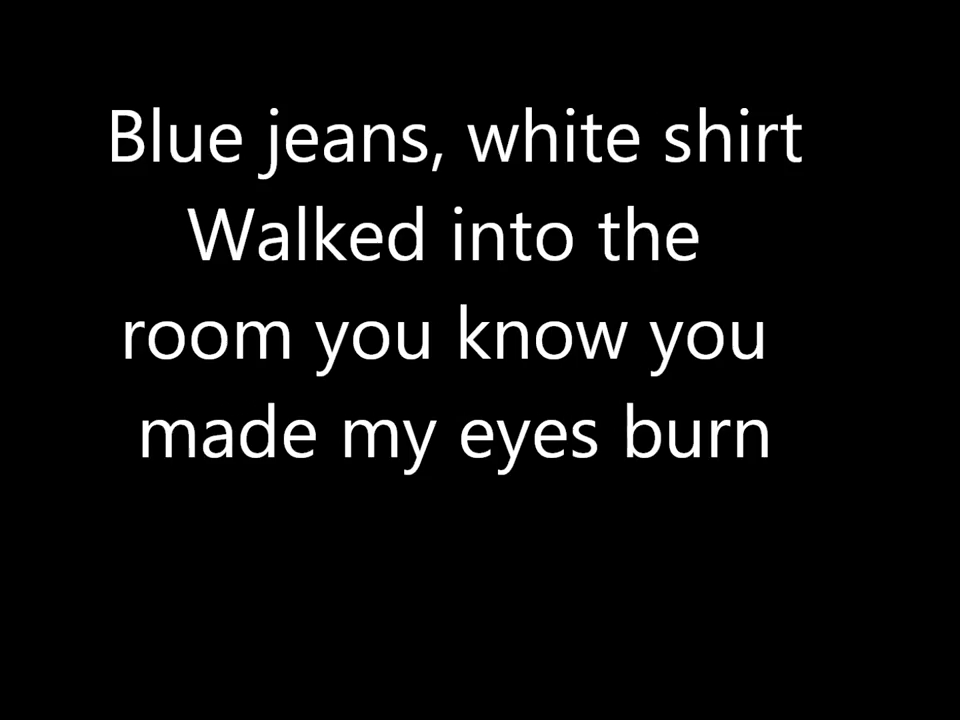 Blue jeans, white shirt
Walked into the
room you know you
made my eyes burn